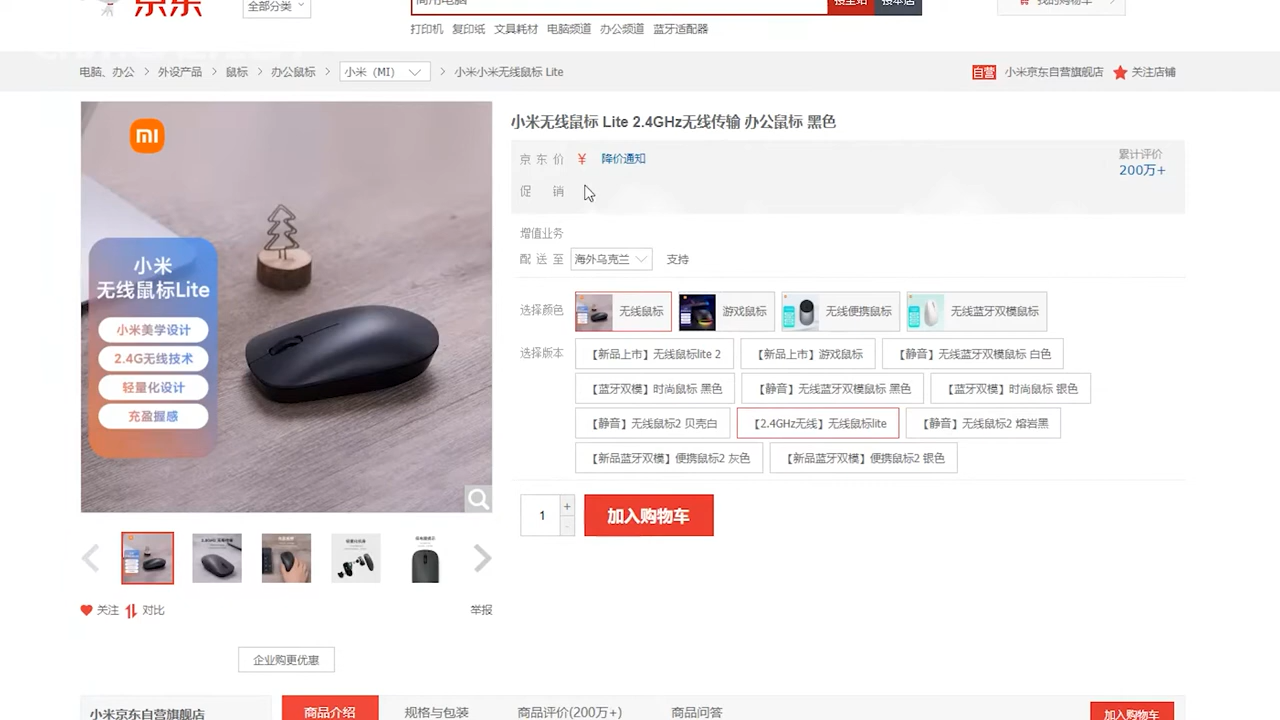 京东
全部分类
商用电脑
搜全站 搜本店
我的购物车
打印机 复印纸 文具耗材 电脑频道 办公频道 蓝牙适配器
电脑、办公 > 外设产品 > 鼠标 > 办公鼠标 > 小米（MI） > 小米小米无线鼠标 Lite
自营 小米京东自营旗舰店 关注店铺
小米无线鼠标 Lite 2.4GHz无线传输 办公鼠标 黑色
京东价 ¥ 降价通知
累计评价
200万+
促销
增值业务
配送至 海外乌克兰 支持
选择颜色 无线鼠标 游戏鼠标 无线便携鼠标 无线蓝牙双模鼠标
选择版本 【新品上市】无线鼠标lite 2 【新品上市】游戏鼠标 【静音】无线蓝牙双模鼠标 白色
【蓝牙双模】时尚鼠标 黑色 【静音】无线蓝牙双模鼠标 黑色 【蓝牙双模】时尚鼠标 银色
【静音】无线鼠标2 贝壳白 【2.4GHz无线】无线鼠标lite 【静音】无线鼠标2 熔岩黑
【新品蓝牙双模】便携鼠标2 灰色 【新品蓝牙双模】便携鼠标2 银色
1 + - 加入购物车
mi
小米
无线鼠标Lite
小米美学设计
2.4G无线技术
轻量化设计
充盈握感
关注 对比 举报
企业购更优惠
小米京东自营旗舰店 商品介绍 规格与包装 商品评价(200万+) 商品问答 加入购物车